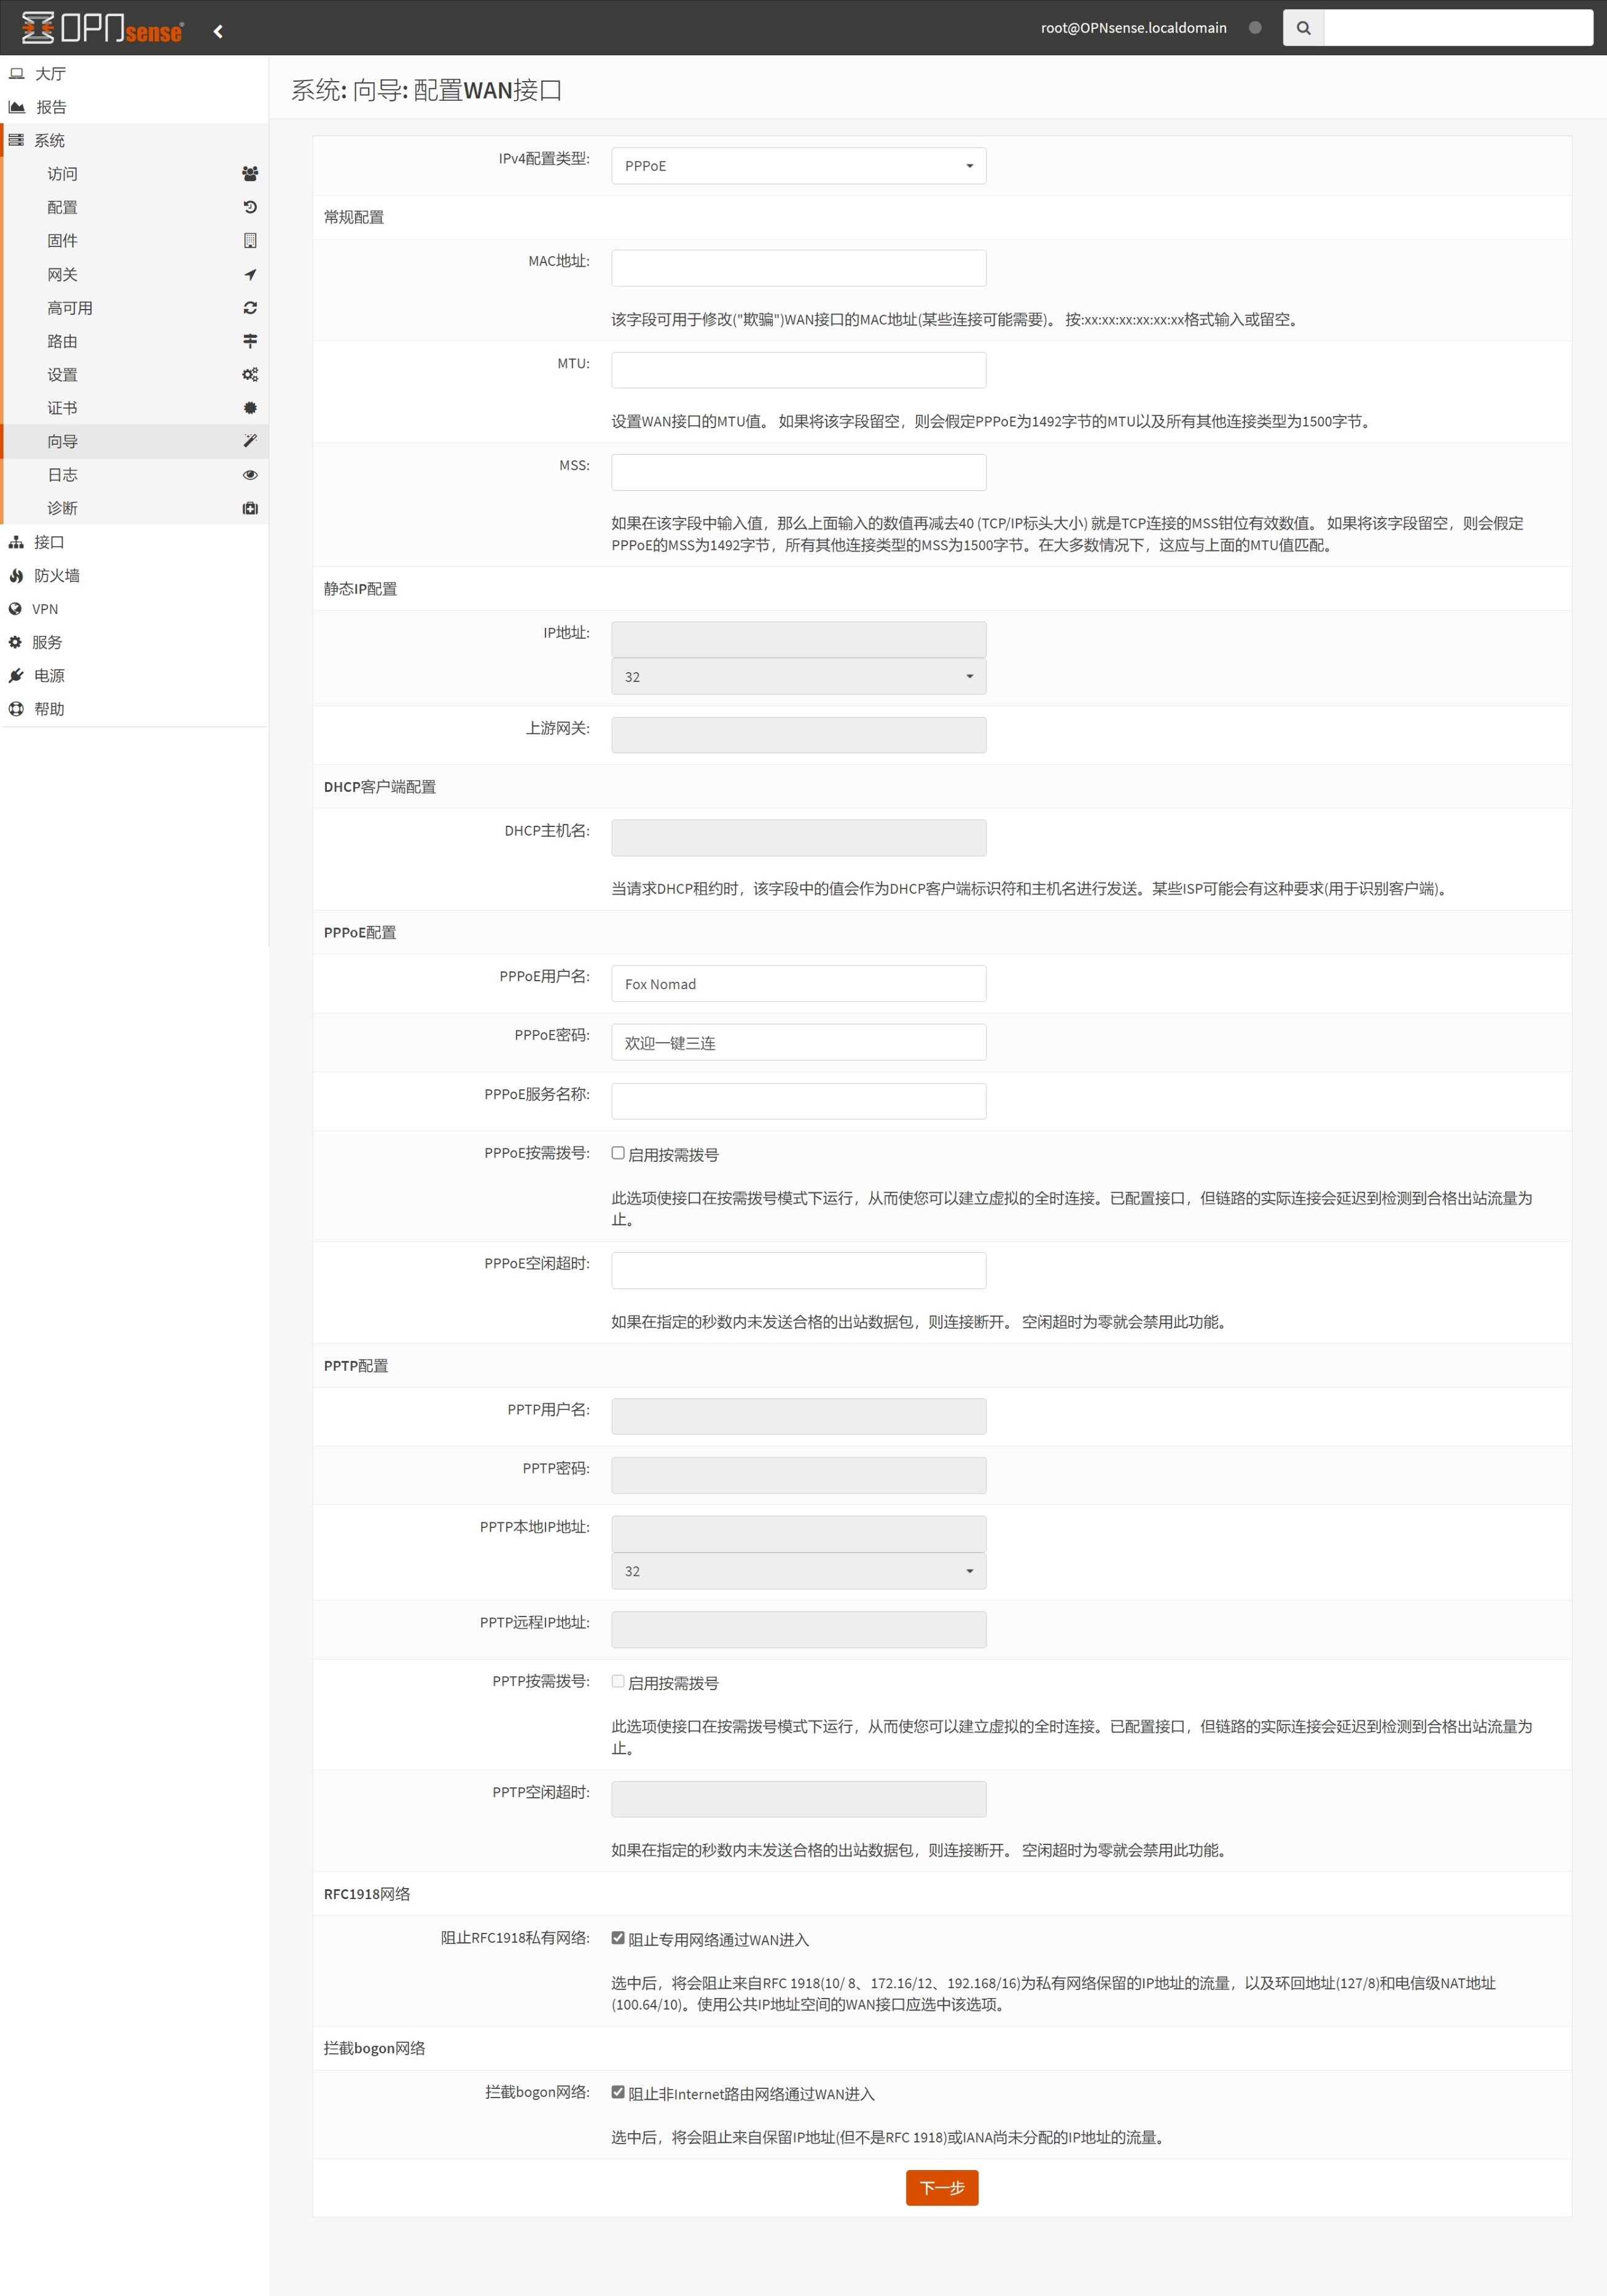 OPNsense®
root@OPNsense.localdomain
大厅
报告
系统
访问
配置
固件
网关
高可用
路由
设置
证书
向导
日志
诊断
接口
防火墙
VPN
服务
电源
帮助
系统: 向导: 配置WAN接口
IPv4配置类型:
PPPoE
常规配置
MAC地址:
该字段可用于修改("欺骗")WAN接口的MAC地址(某些连接可能需要)。 按:xx:xx:xx:xx:xx:xx格式输入或留空。
MTU:
设置WAN接口的MTU值。 如果将该字段留空，则会假定PPPoE为1492字节的MTU以及所有其他连接类型为1500字节。
MSS:
如果在该字段中输入值，那么上面输入的数值再减去40 (TCP/IP标头大小) 就是TCP连接的MSS钳位有效数值。 如果将该字段留空，则会假定
PPPoE的MSS为1492字节，所有其他连接类型的MSS为1500字节。在大多数情况下，这应与上面的MTU值匹配。
静态IP配置
IP地址:
32
上游网关:
DHCP客户端配置
DHCP主机名:
当请求DHCP租约时，该字段中的值会作为DHCP客户端标识符和主机名进行发送。某些ISP可能会有这种要求(用于识别客户端)。
PPPoE配置
PPPoE用户名:
Fox Nomad
PPPoE密码:
欢迎一键三连
PPPoE服务名称:
PPPoE按需拨号:
启用按需拨号
此选项使接口在按需拨号模式下运行，从而使您可以建立虚拟的全时连接。已配置接口，但链路的实际连接会延迟到检测到合格出站流量为
止。
PPPoE空闲超时:
如果在指定的秒数内未发送合格的出站数据包，则连接断开。 空闲超时为零就会禁用此功能。
PPTP配置
PPTP用户名:
PPTP密码:
PPTP本地IP地址:
32
PPTP远程IP地址:
PPTP按需拨号:
启用按需拨号
此选项使接口在按需拨号模式下运行，从而使您可以建立虚拟的全时连接。已配置接口，但链路的实际连接会延迟到检测到合格出站流量为
止。
PPTP空闲超时:
如果在指定的秒数内未发送合格的出站数据包，则连接断开。 空闲超时为零就会禁用此功能。
RFC1918网络
阻止RFC1918私有网络:
阻止专用网络通过WAN进入
选中后，将会阻止来自RFC 1918(10/ 8、172.16/12、192.168/16)为私有网络保留的IP地址的流量，以及环回地址(127/8)和电信级NAT地址
(100.64/10)。使用公共IP地址空间的WAN接口应选中该选项。
拦截bogon网络
拦截bogon网络:
阻止非Internet路由网络通过WAN进入
选中后，将会阻止来自保留IP地址(但不是RFC 1918)或IANA尚未分配的IP地址的流量。
下一步